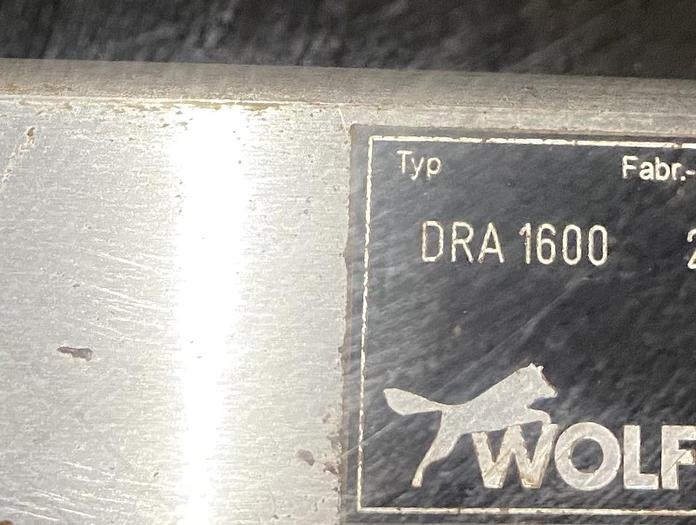 Typ Fabr.-
DRA 1600 2
WOLF